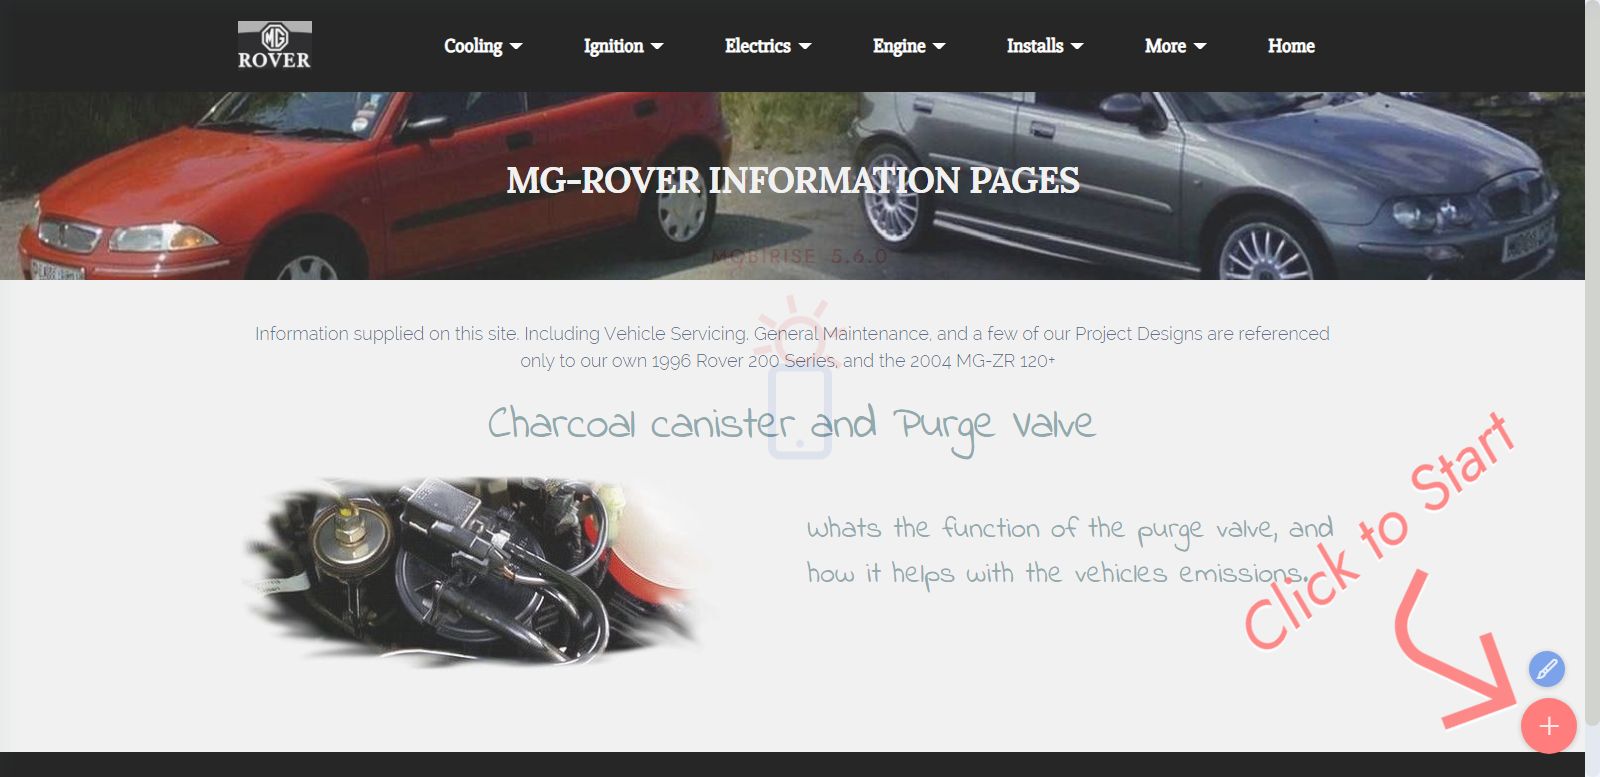 MG
ROVER
Cooling Ignition Electrics Engine Installs More Home
MG-ROVER INFORMATION PAGES
MOBIRISE 5.6.0
Information supplied on this site. Including Vehicle Servicing. General Maintenance, and a few of our Project Designs are referenced
only to our own 1996 Rover 200 Series, and the 2004 MG-ZR 120+
Charcoal canister and Purge Valve
Whats the function of the purge valve, and
how it helps with the vehicles emissions.
Click to Start